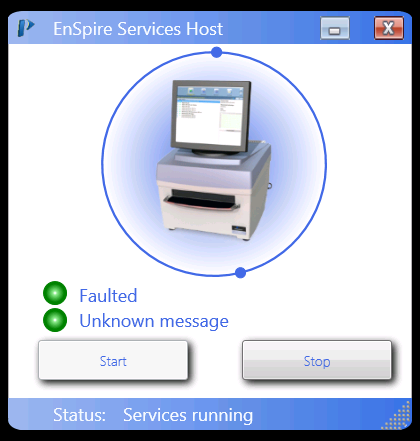 EnSpire Services Host
Faulted
Unknown message
Start
Stop
Status: Services running